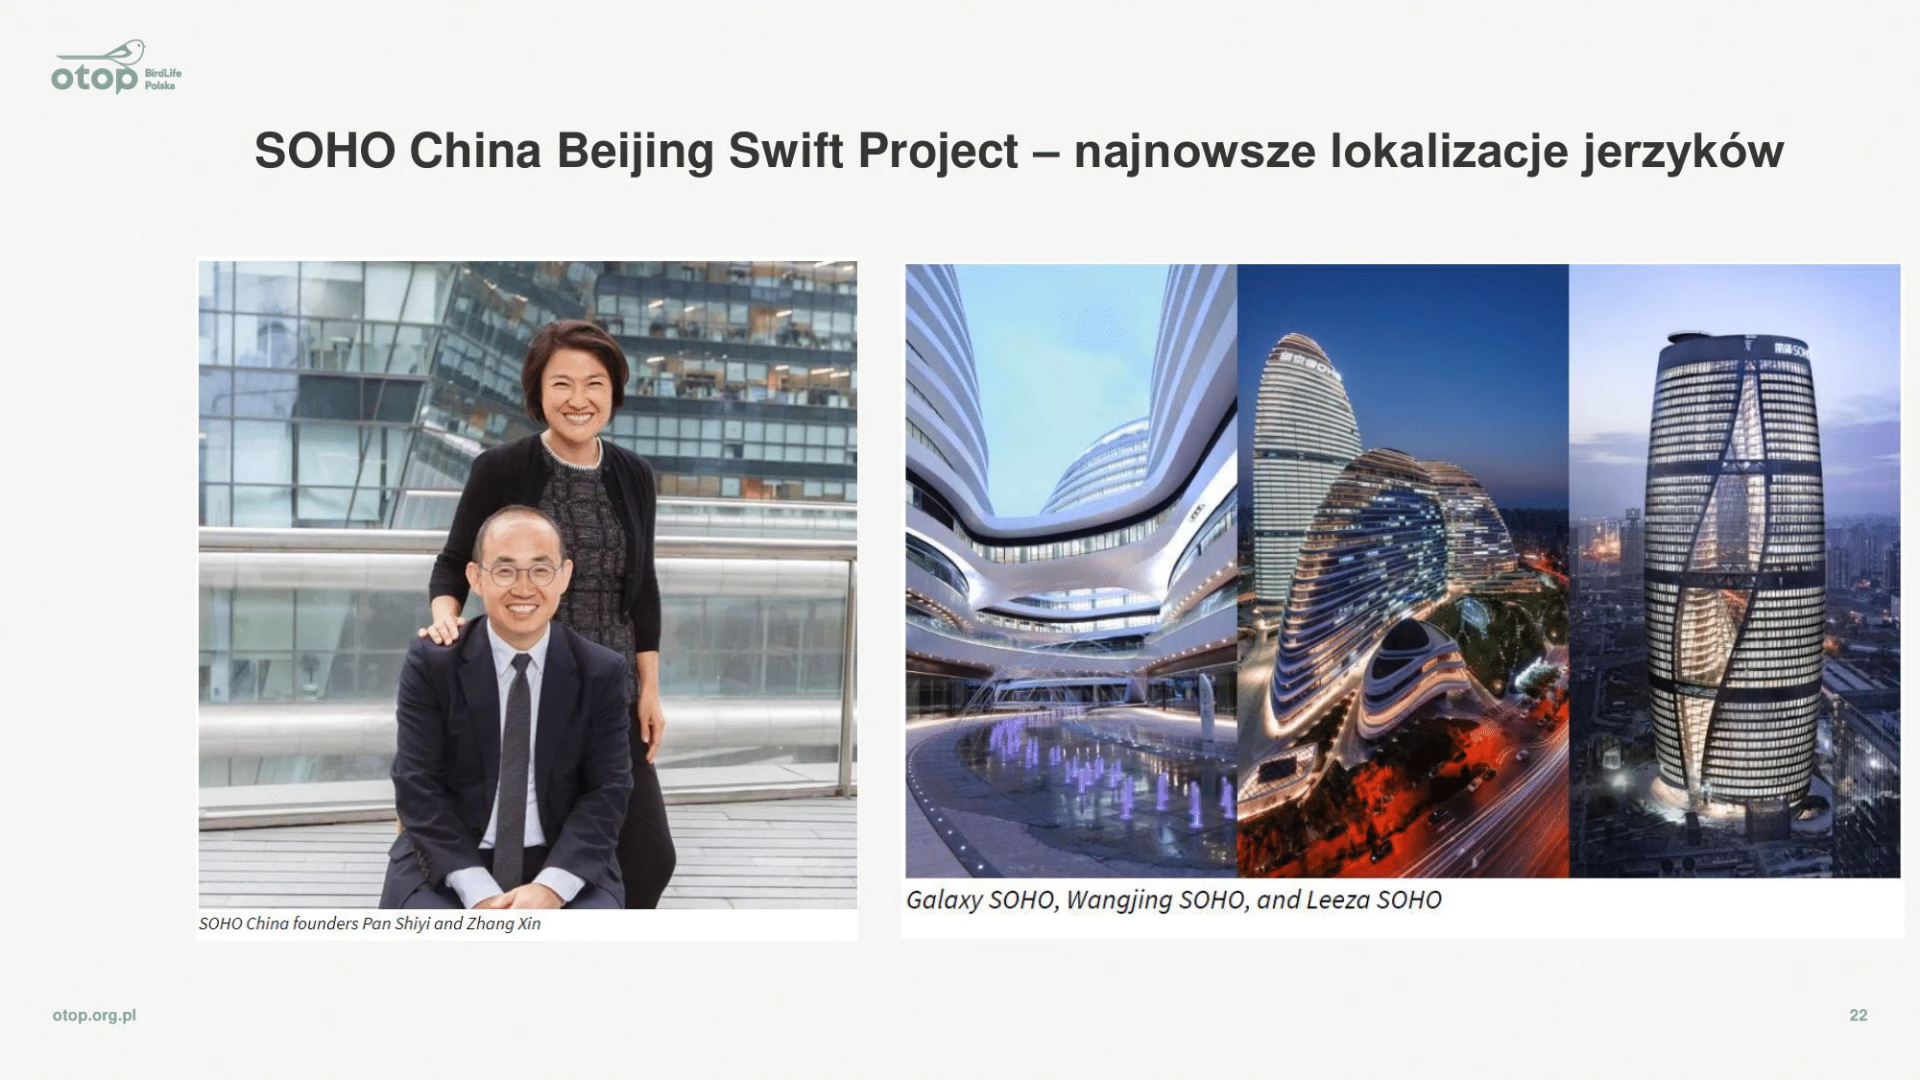 otop BirdLife
Polska
SOHO China Beijing Swift Project – najnowsze lokalizacje jerzyków
SOHO China founders Pan Shiyi and Zhang Xin
Galaxy SOHO, Wangjing SOHO, and Leeza SOHO
otop.org.pl
22